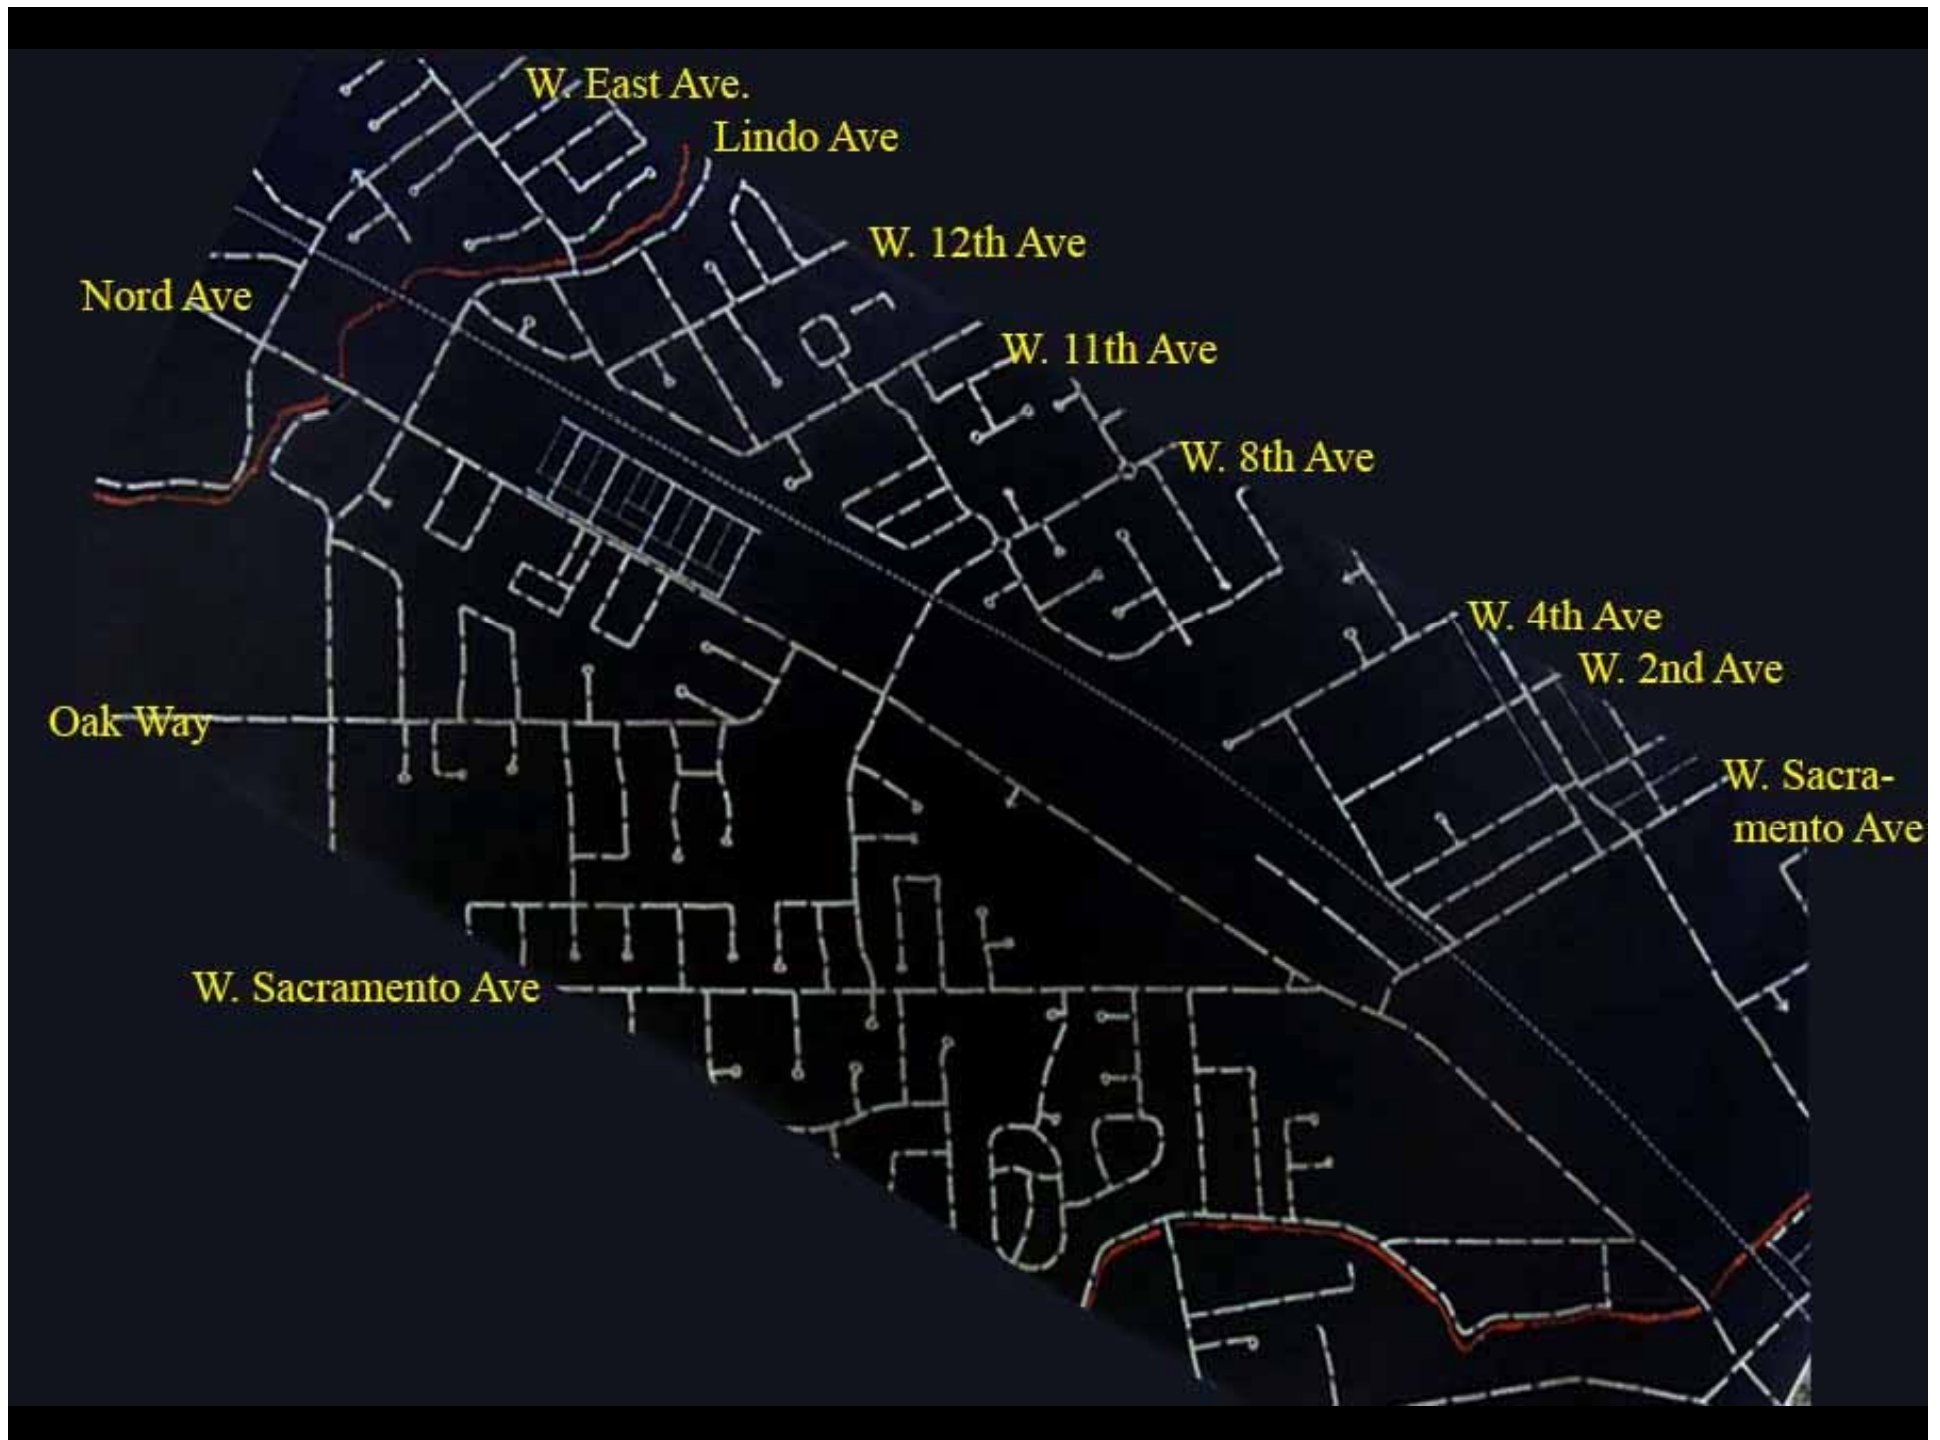 W. East Ave.
Lindo Ave
W. 12th Ave
Nord Ave
W. 11th Ave
W. 8th Ave
W. 4th Ave
W. 2nd Ave
Oak Way
W. Sacra-
mento Ave
W. Sacramento Ave